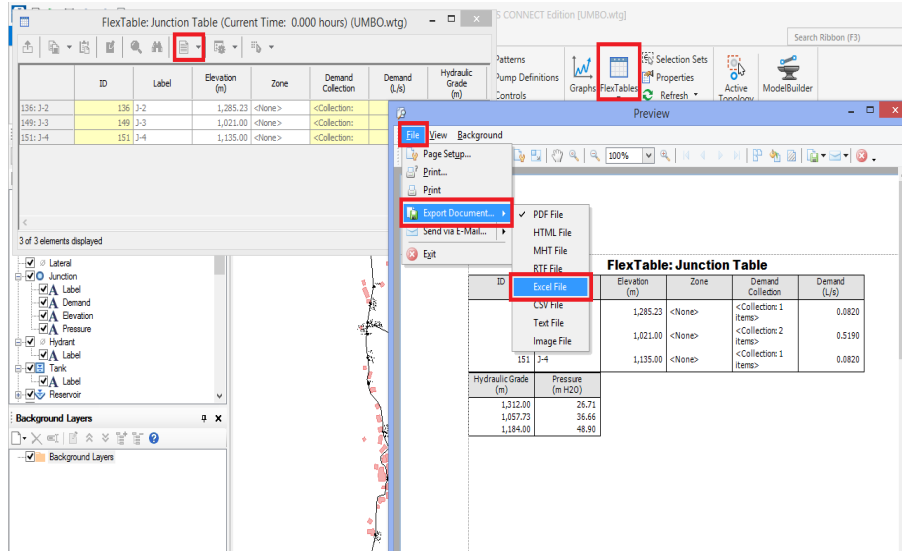 FlexTable: Junction Table (Current Time: 0.000 hours) (UMBO.wtg)
S CONNECT Edition [UMBO.wtg]
Search Ribbon (F3)
Patterns
Pump Definitions
Controls
Graphs
FlexTables
Selection Sets
Properties
Refresh
Active
Topology
ModelBuilder
ID Label Elevation (m) Zone Demand Collection Demand (L/s) Hydraulic Grade (m)
136: J-2 136 J-2 1,285.23 <None> <Collection:
149: J-3 149 J-3 1,021.00 <None> <Collection:
151: J-4 151 J-4 1,135.00 <None> <Collection:
3 of 3 elements displayed
Lateral
Junction
Label
Demand
Elevation
Pressure
Hydrant
Label
Tank
Label
Reservoir
Background Layers
Background Layers
Preview
File View Background
100%
Page Setup...
Print...
Print
Export Document...
Send via E-Mail...
Exit
PDF File
HTML File
MHT File
RTF File
Excel File
CSV File
Text File
Image File
FlexTable: Junction Table
ID Elevation (m) Zone Demand Collection Demand (L/s)
1,285.23 <None> <Collection: 1 items> 0.0820
1,021.00 <None> <Collection: 2 items> 0.5190
151 J-4 1,135.00 <None> <Collection: 1 items> 0.0820
Hydraulic Grade (m) Pressure (m H2O)
1,312.00 26.71
1,057.73 36.66
1,184.00 48.90